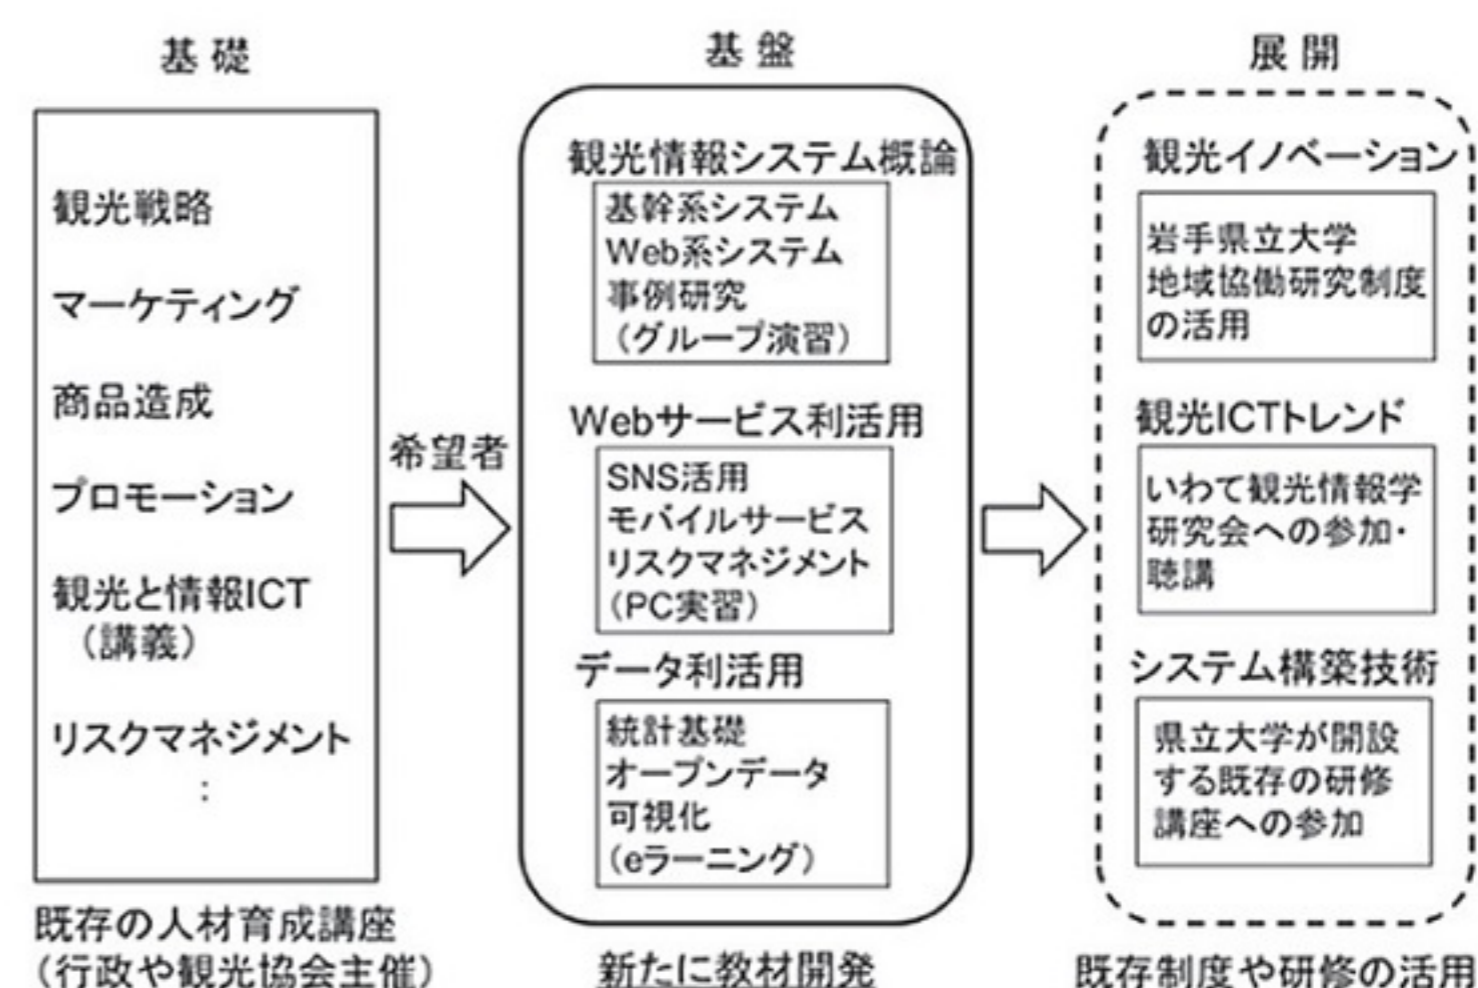 基礎
観光戦略
マーケティング
商品造成
プロモーション
観光と情報ICT
（講義）
リスクマネジメント
：
既存の人材育成講座
（行政や観光協会主催）
希望者
基盤
観光情報システム概論
基幹系システム
Web系システム
事例研究
（グループ演習）
Webサービス利活用
SNS活用
モバイルサービス
リスクマネジメント
（PC実習）
データ利活用
統計基礎
オープンデータ
可視化
（eラーニング）
新たに教材開発
展開
観光イノベーション
岩手県立大学
地域協働研究制度
の活用
観光ICTトレンド
いわて観光情報学
研究会への参加・
聴講
システム構築技術
県立大学が開設
する既存の研修
講座への参加
既存制度や研修の活用